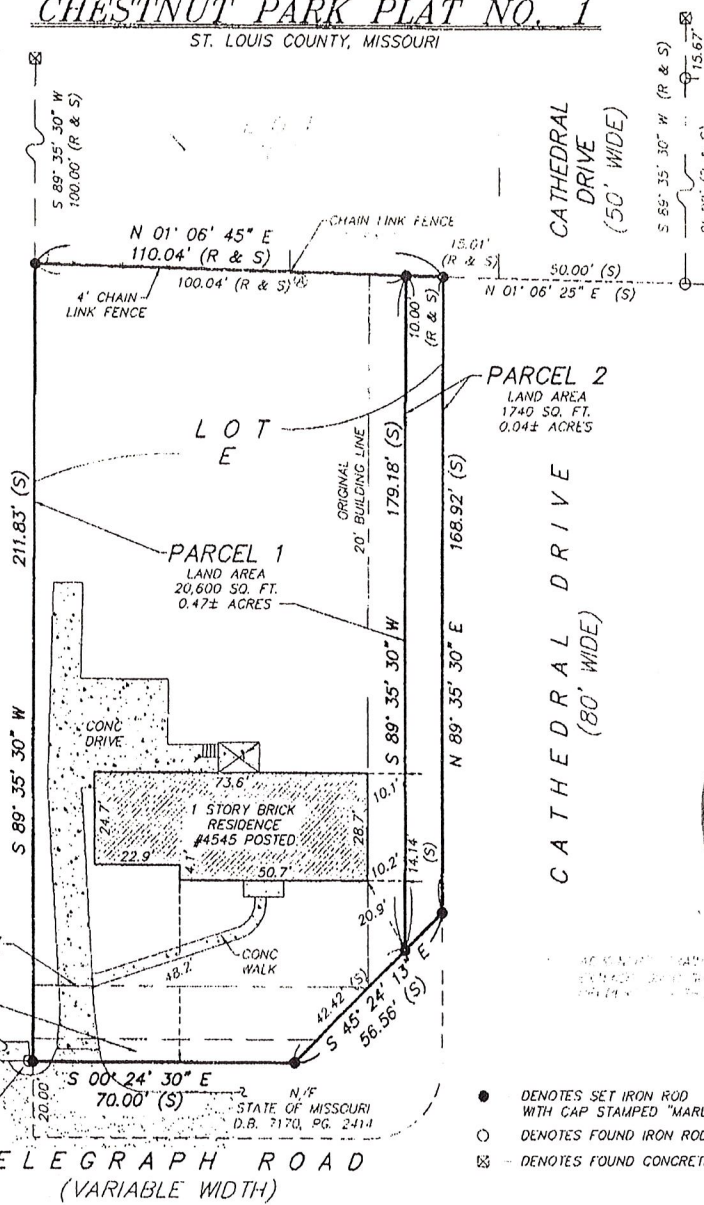 CHESTNUT PARK PLAT NO. 1
ST. LOUIS COUNTY, MISSOURI
S 89° 35' 30" W
100.00' (R & S)
CATHEDRAL
DRIVE
(50' WIDE)
S 89° 35' 30" W (R & S)
15.67'
N 01° 06' 45" E
110.04' (R & S)
CHAIN LINK FENCE
15.01'
(R & S)
100.04' (R & S)
4' CHAIN
LINK FENCE
10.00'
(R & S)
50.00' (S)
N 01° 06' 25" E (S)
PARCEL 2
LAND AREA
1740 SQ. FT.
0.04± ACRES
LOT
E
ORIGINAL
20' BUILDING LINE
179.18' (S)
168.92' (S)
211.83' (S)
PARCEL 1
LAND AREA
20,600 SQ. FT.
0.47± ACRES
S 89° 35' 30" W
N 89° 35' 30" E
CATHEDRAL DRIVE
(80' WIDE)
S 89° 35' 30" W
CONC
DRIVE
73.6'
1 STORY BRICK
RESIDENCE
#4545 POSTED
24.7'
22.9'
4.1'
50.7'
28.7'
10.1'
10.2'
14.14'
(S)
20.9'
CONC
WALK
48.2'
42.42' (S)
S 45° 24' 13" E
56.56' (S)
S 00° 24' 30" E
70.00' (S)
20.00'
N/F
STATE OF MISSOURI
D.B. 7170, PG. 2414
ELEGRAPH ROAD
(VARIABLE WIDTH)
DENOTES SET IRON ROD
WITH CAP STAMPED "MARL
DENOTES FOUND IRON ROD
DENOTES FOUND CONCRET